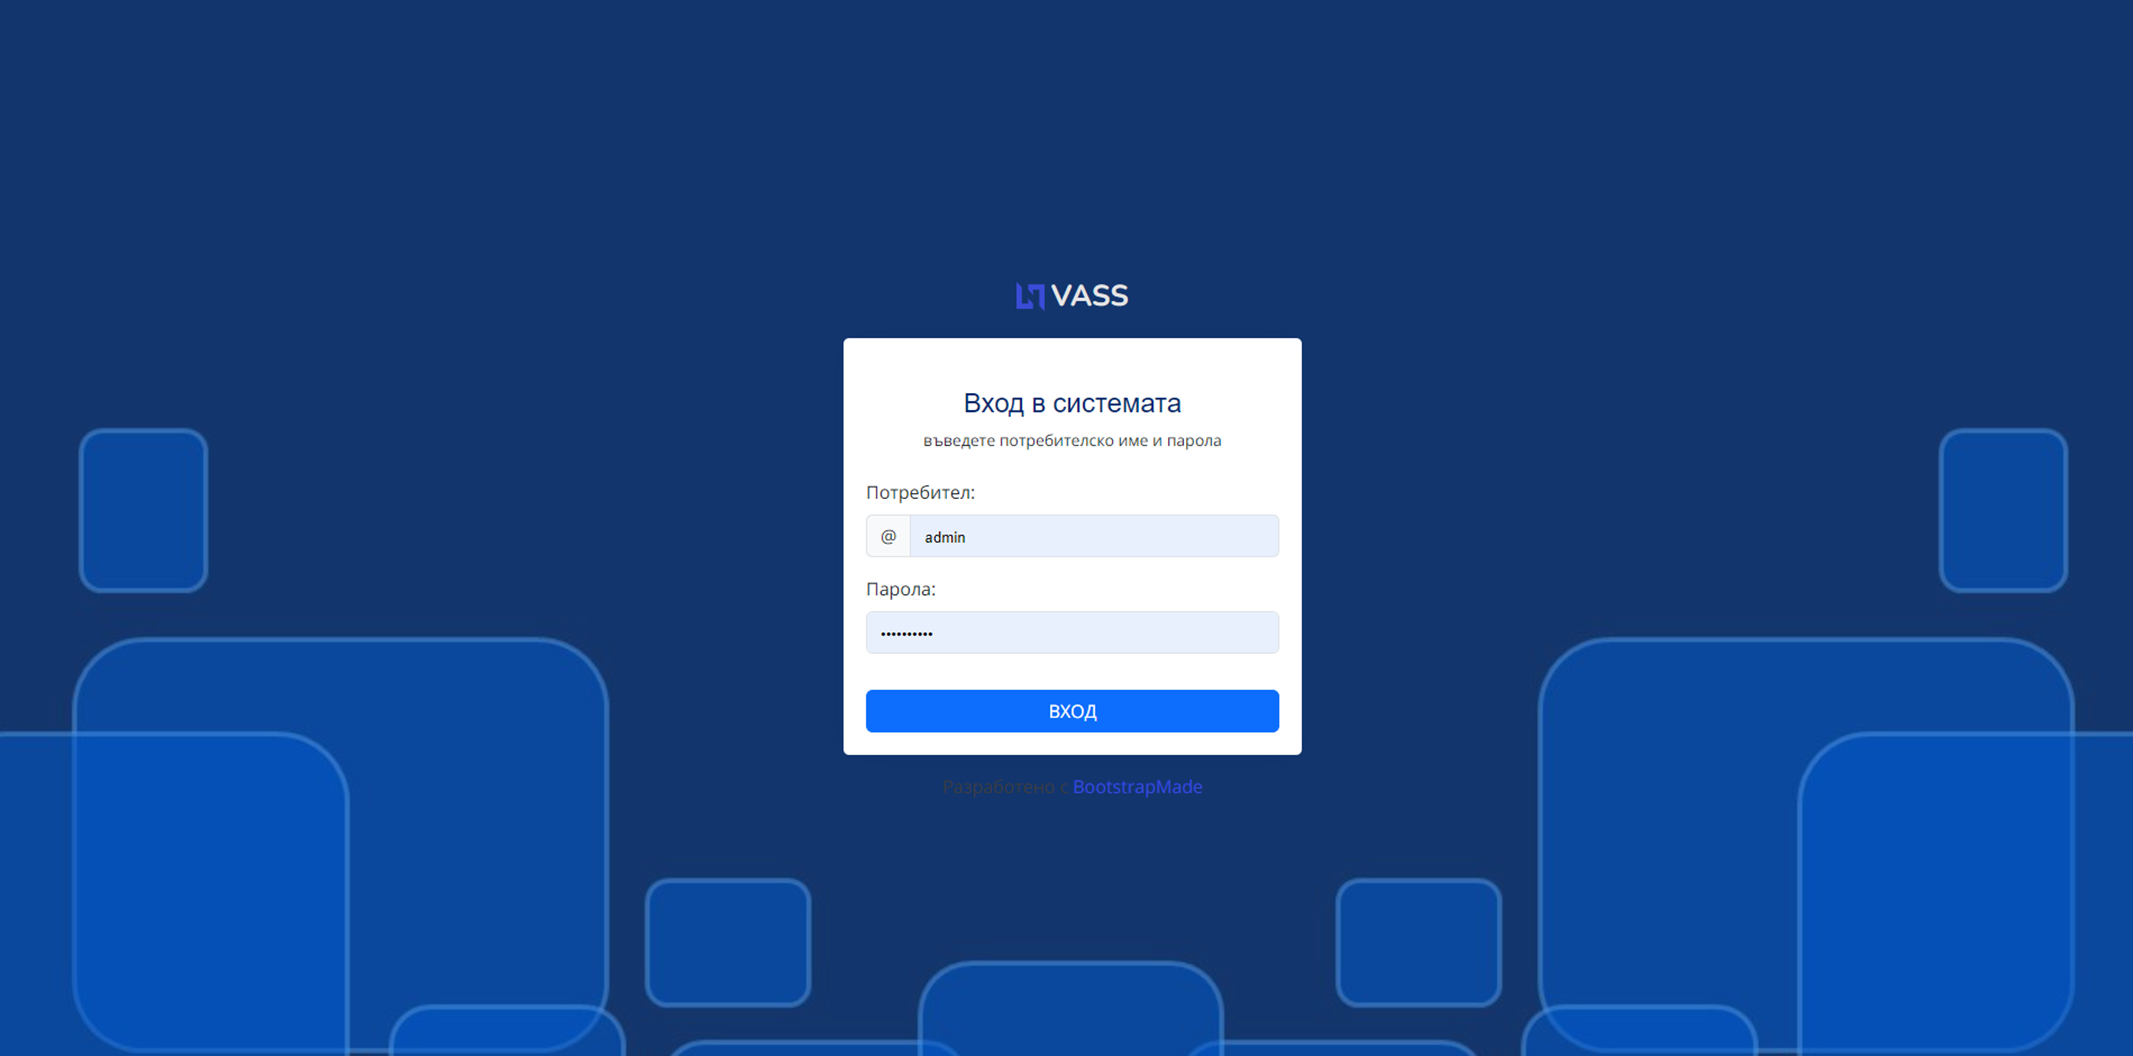 VASS
Вход в системата
въведете потребителско име и парола
Потребител:
@ admin
Парола:
••••••••••
ВХОД
Разработено с BootstrapMade